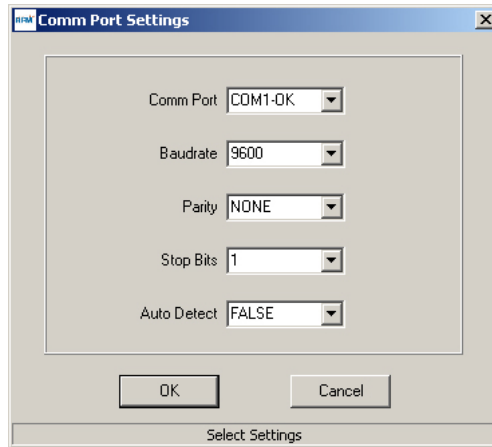 Comm Port Settings
Comm Port COM1-OK
Baudrate 9600
Parity NONE
Stop Bits 1
Auto Detect FALSE
OK Cancel
Select Settings